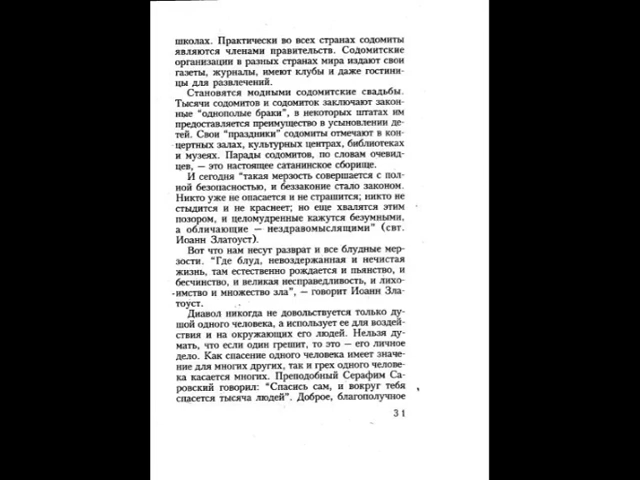 школах. Практически во всех странах содомиты
являются членами правительств. Содомитские
организации в разных странах мира издают свои
газеты, журналы, имеют клубы и даже гостини-
цы для развлечений.
Становятся модными содомитские свадьбы.
Тысячи содомитов и содомиток заключают закон-
ные “однополые браки”, в некоторых штатах им
предоставляется преимущество в усыновлении де-
тей. Свои “праздники” содомиты отмечают в кон-
цертных залах, культурных центрах, библиотеках
и музеях. Парады содомитов, по словам очевид-
цев, — это настоящее сатанинское сборище.
И сегодня “такая мерзость совершается с пол-
ной безопасностью, и беззаконие стало законом.
Никто уже не опасается и не страшится; никто не
стыдится и не краснеет; но еще хвалятся этим
позором, и целомудренные кажутся безумными,
а обличающие — нездравомыслящими” (свт.
Иоанн Златоуст).
Вот что нам несут разврат и все блудные мер-
зости. “Где блуд, невоздержанная и нечистая
жизнь, там естественно рождается и пьянство, и
бесчинство, и великая несправедливость, и лихо-
имство и множество зла”, — говорит Иоанн Зла-
тоуст.
Диавол никогда не довольствуется только ду-
шой одного человека, а использует ее для воздей-
ствия и на окружающих его людей. Нельзя ду-
мать, что если один грешит, то это — его личное
дело. Как спасение одного человека имеет значе-
ние для многих других, так и грех одного челове-
ка касается многих. Преподобный Серафим Са-
ровский говорил: “Спасись сам, и вокруг тебя
спасется тысяча людей”. Доброе, благополучное
31